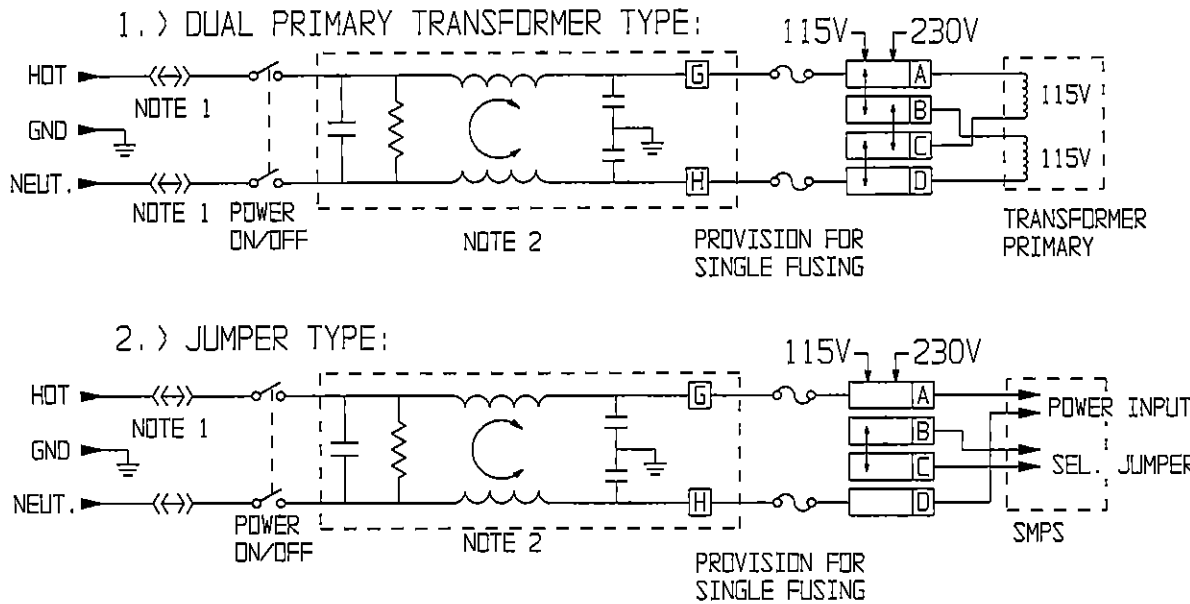 1.) DUAL PRIMARY TRANSFORMER TYPE:
115V 230V
HOT
NOTE 1
GND
NEUT.
NOTE 1
POWER
ON/OFF
NOTE 2
G
H
PROVISION FOR
SINGLE FUSING
A
B
C
D
115V
115V
TRANSFORMER
PRIMARY
2.) JUMPER TYPE:
115V 230V
HOT
NOTE 1
GND
NEUT.
POWER
ON/OFF
NOTE 2
G
H
PROVISION FOR
SINGLE FUSING
A
B
C
D
POWER INPUT
SEL. JUMPER
SMPS